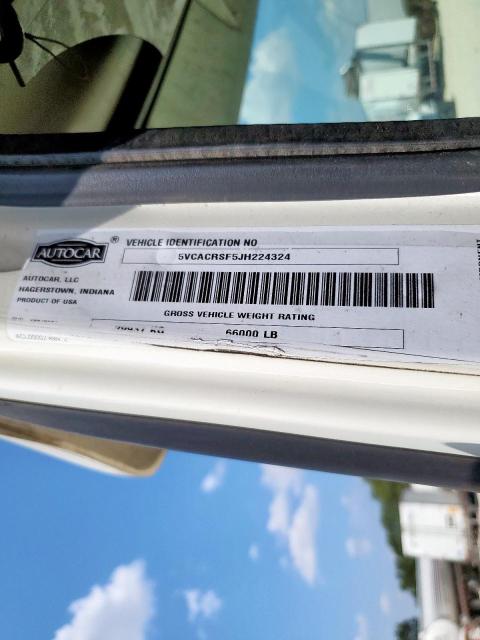 AUTOCAR®
VEHICLE IDENTIFICATION NO
5VCACRSF5JH224324
AUTOCAR, LLC
HAGERSTOWN, INDIANA
PRODUCT OF USA
GROSS VEHICLE WEIGHT RATING
66000 LB